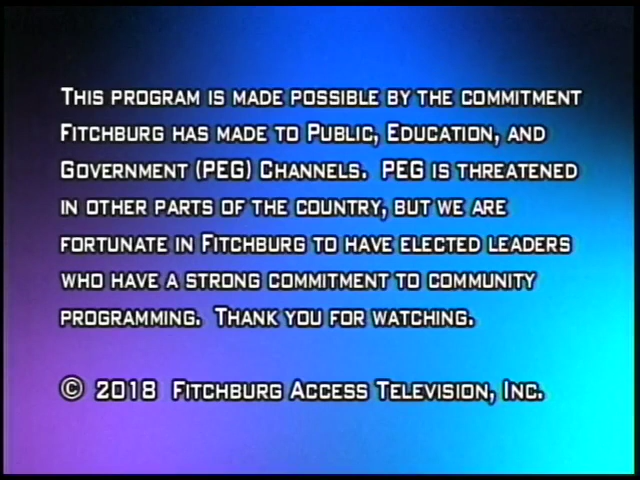 THIS PROGRAM IS MADE POSSIBLE BY THE COMMITMENT
FITCHBURG HAS MADE TO PUBLIC, EDUCATION, AND
GOVERNMENT (PEG) CHANNELS. PEG IS THREATENED
IN OTHER PARTS OF THE COUNTRY, BUT WE ARE
FORTUNATE IN FITCHBURG TO HAVE ELECTED LEADERS
WHO HAVE A STRONG COMMITMENT TO COMMUNITY
PROGRAMMING. THANK YOU FOR WATCHING.
© 2018 FITCHBURG ACCESS TELEVISION, INC.